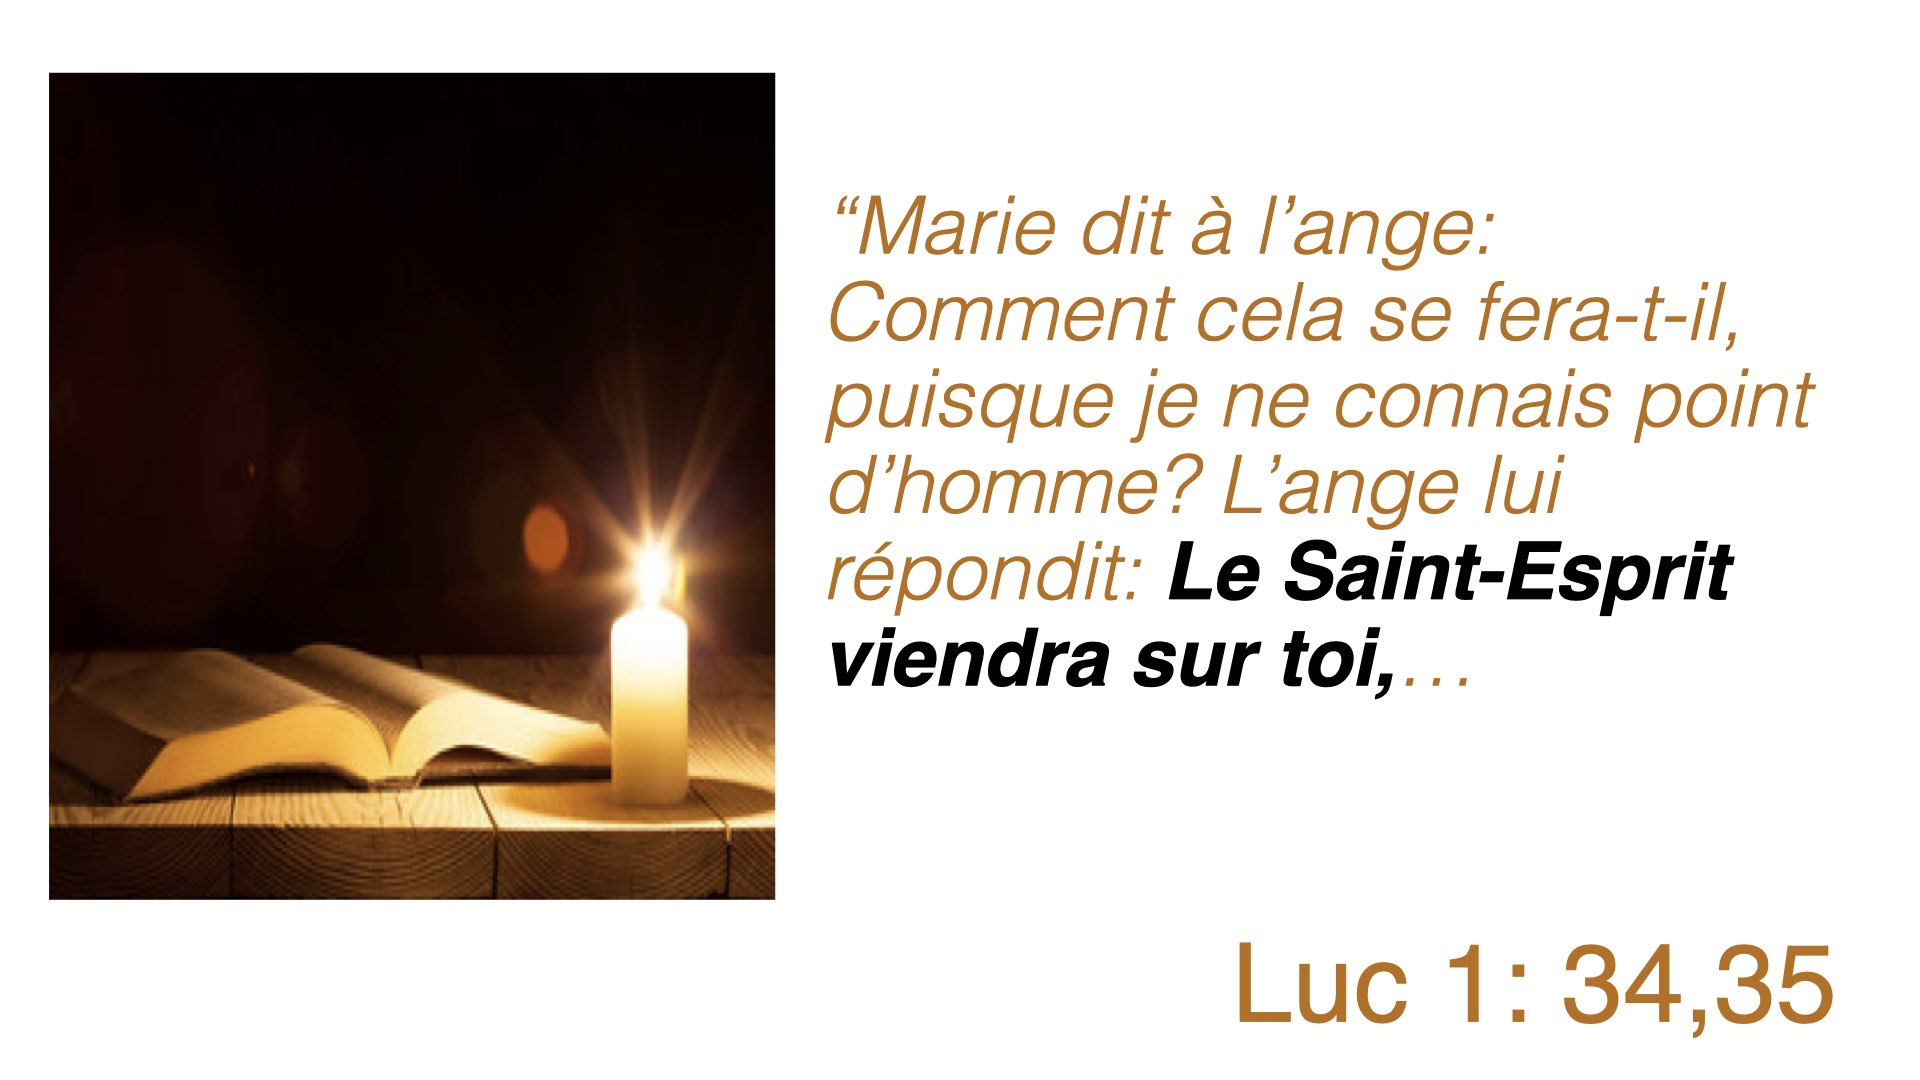 “Marie dit à l’ange:
Comment cela se fera-t-il,
puisque je ne connais point
d’homme? L’ange lui
répondit: Le Saint-Esprit
viendra sur toi,…
Luc 1: 34,35